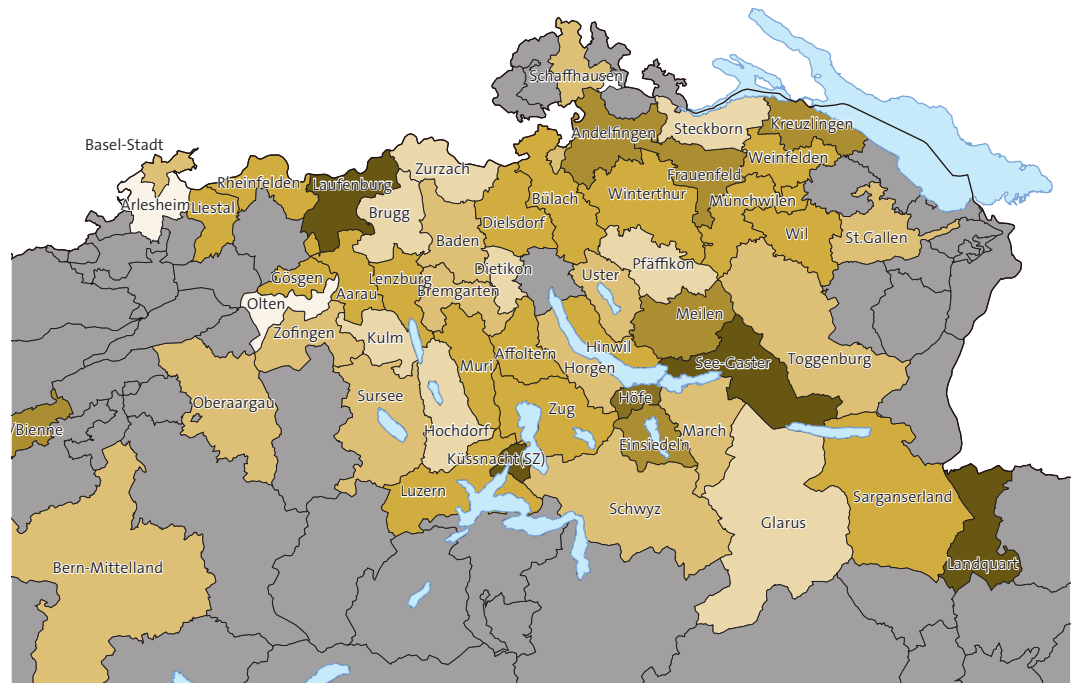 Schaffhausen
Andelfingen
Steckborn
Kreuzlingen
Basel-Stadt
Weinfelden
Zurzach
Frauenfeld
Rheinfelden
Laufenburg
Winterthur
Bülach
Münchwilen
Arlesheim
Liestal
Brugg
Dielsdorf
Wil
St.Gallen
Baden
Pfäffikon
Dietikon
Uster
Gösgen
Lenzburg
Aarau
Bremgarten
Olten
Meilen
Zofingen
Kulm
Hinwil
Affoltern
Toggenburg
See-Gaster
Muri
Horgen
Sursee
Höfe
Oberaargau
Zug
/Bienne
Hochdorf
March
Einsiedeln
Küssnacht(SZ)
Luzern
Sarganserland
Schwyz
Glarus
Bern-Mittelland
Landquart